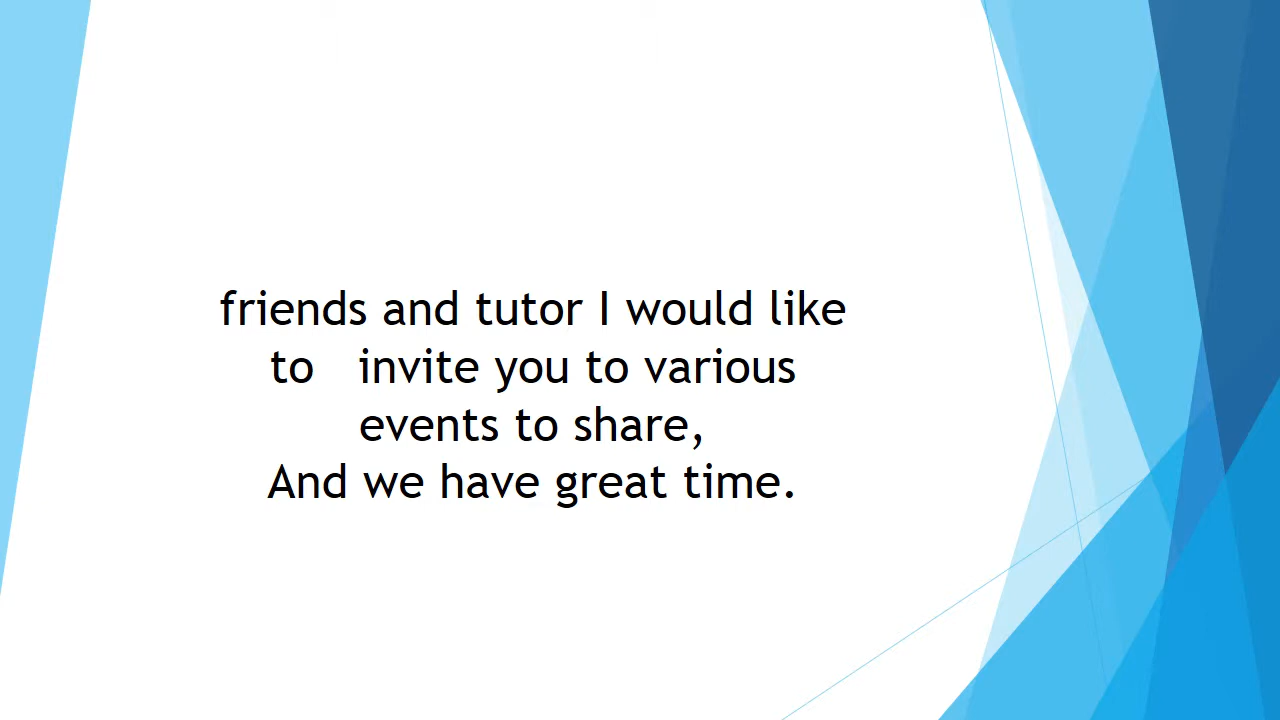 friends and tutor I would like
to   invite you to various
events to share,
And we have great time.